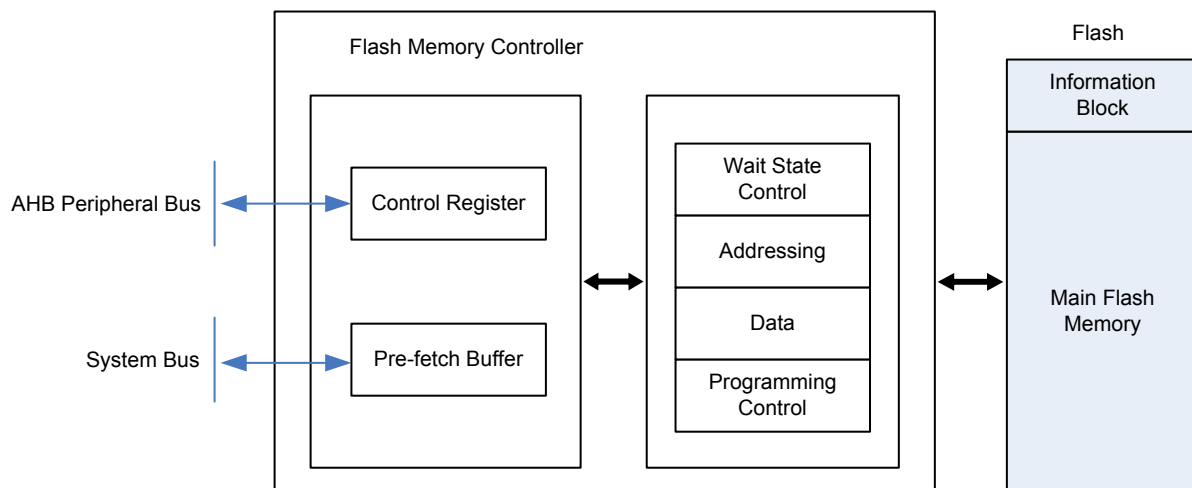 Flash Memory Controller
Flash
Information
Block
AHB Peripheral Bus
Control Register
Wait State
Control
Addressing
Data
Programming
Control
Main Flash
Memory
System Bus
Pre-fetch Buffer